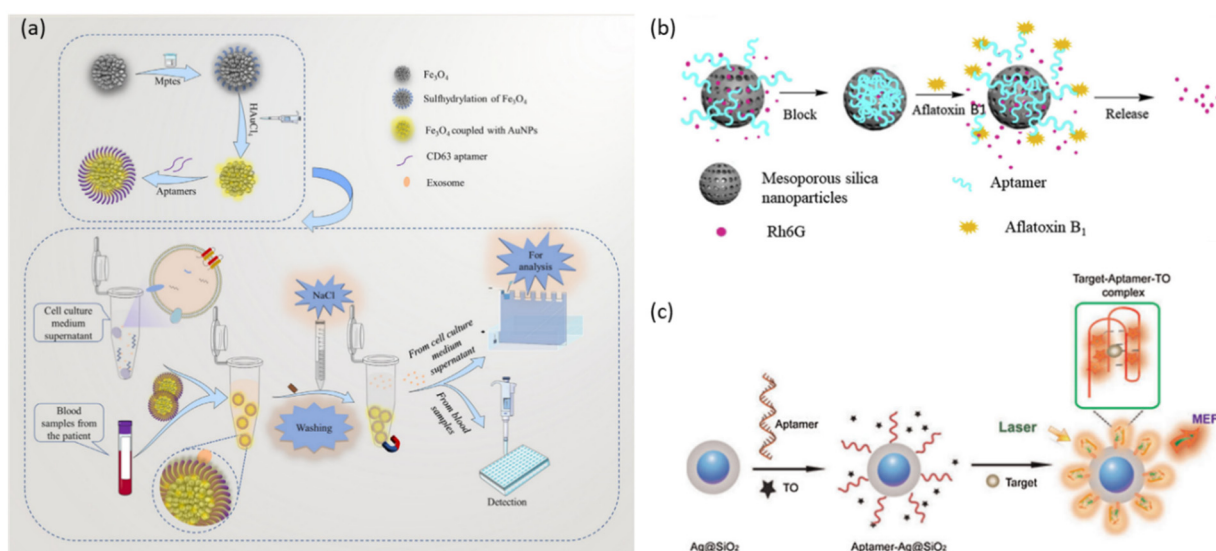 (a)
Mptes
HAuCl4
Aptamers
Fe3O4
Sulfhydrylation of Fe3O4
Fe3O4 coupled with AuNPs
CD63 aptamer
Exosome
Cell culture
medium
supernatant
Blood
samples from
the patient
NaCl
Washing
From cell culture
medium
supernatant
From blood
samples
For
analysis
Detection
(b)
Block
Aflatoxin B1
Release
Mesoporous silica
nanoparticles
Rh6G
Aptamer
Aflatoxin B1
(c)
Ag@SiO2
Aptamer
TO
Aptamer-Ag@SiO2
Target
Laser
Target-Aptamer-TO
complex